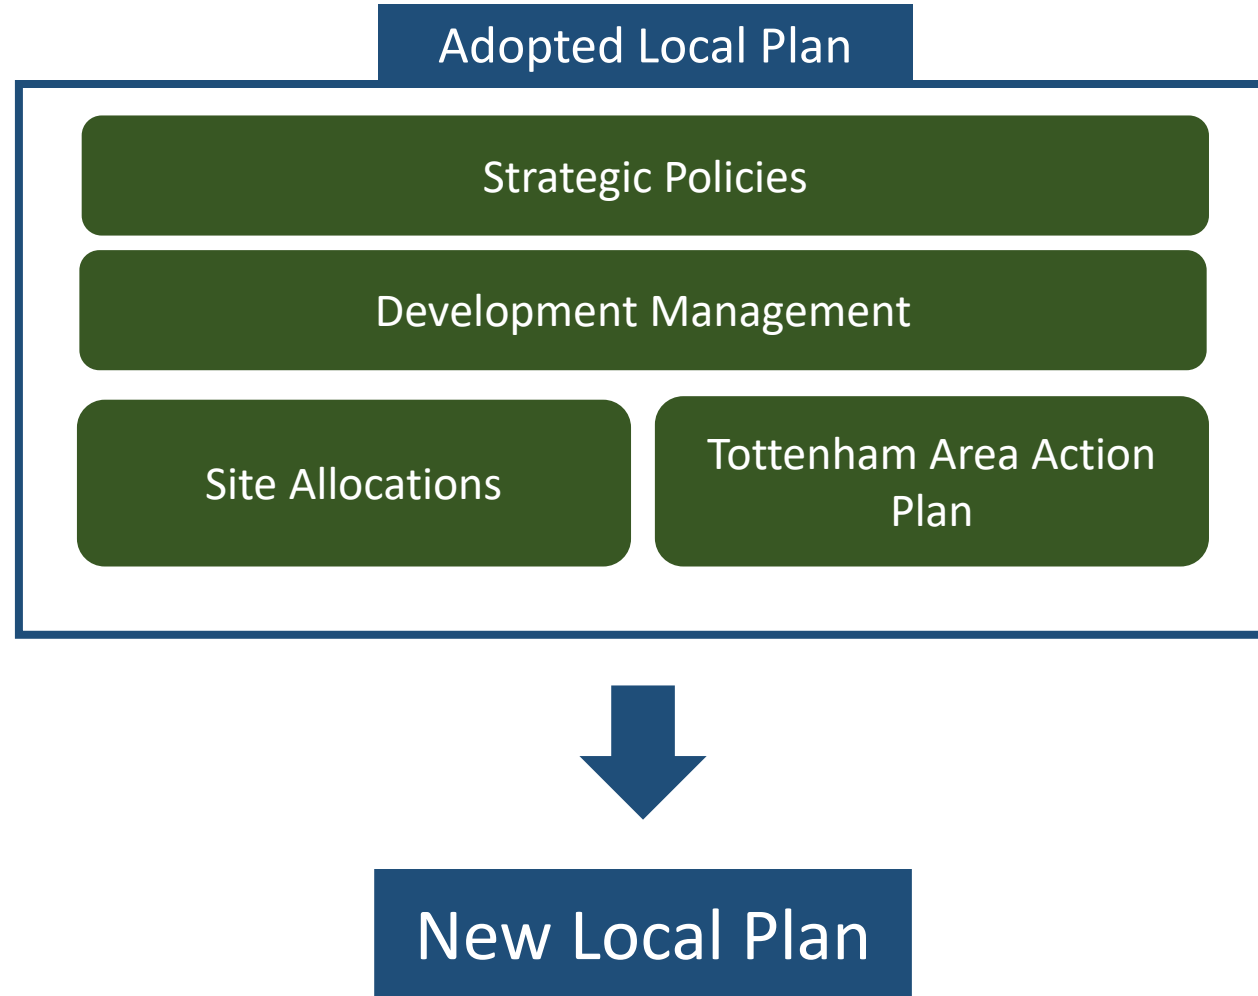 Adopted Local Plan
Strategic Policies
Development Management
Site Allocations
Tottenham Area Action
Plan
New Local Plan